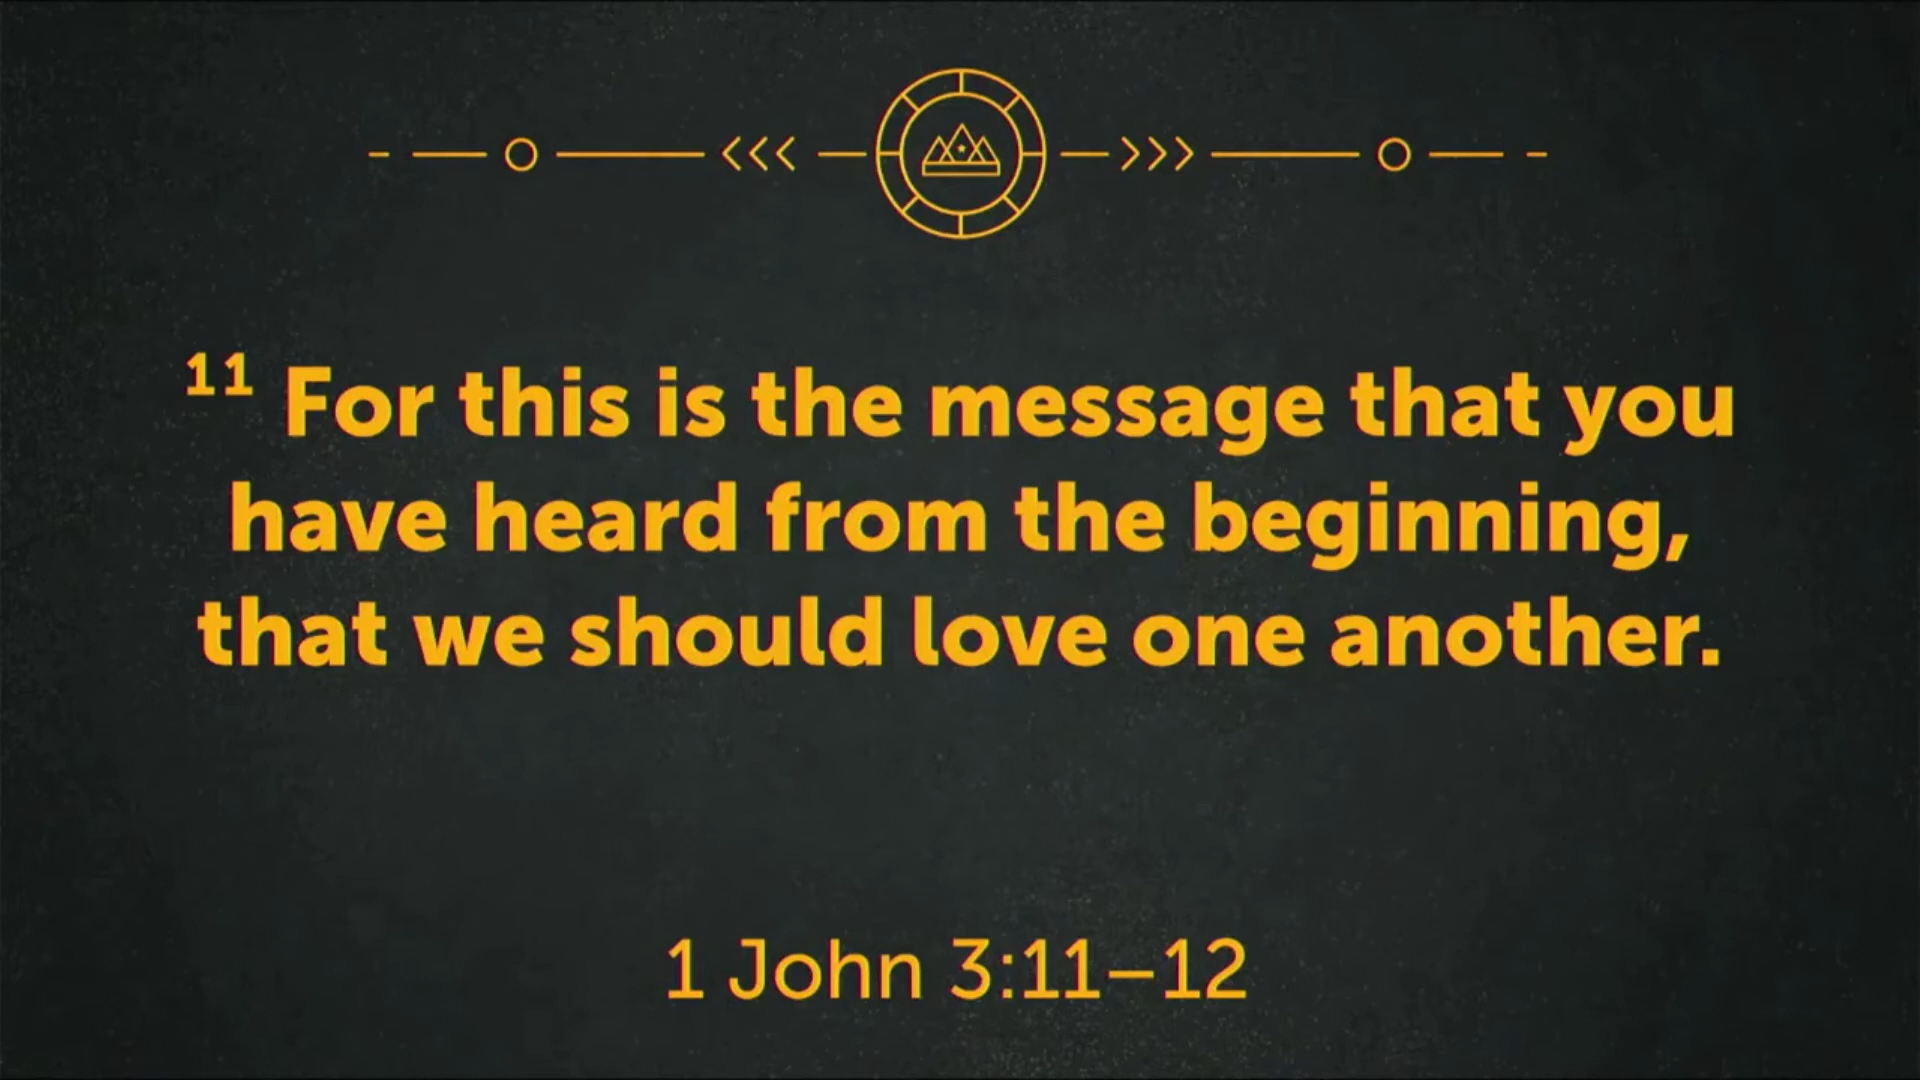 11 For this is the message that you
have heard from the beginning,
that we should love one another.
1 John 3:11–12